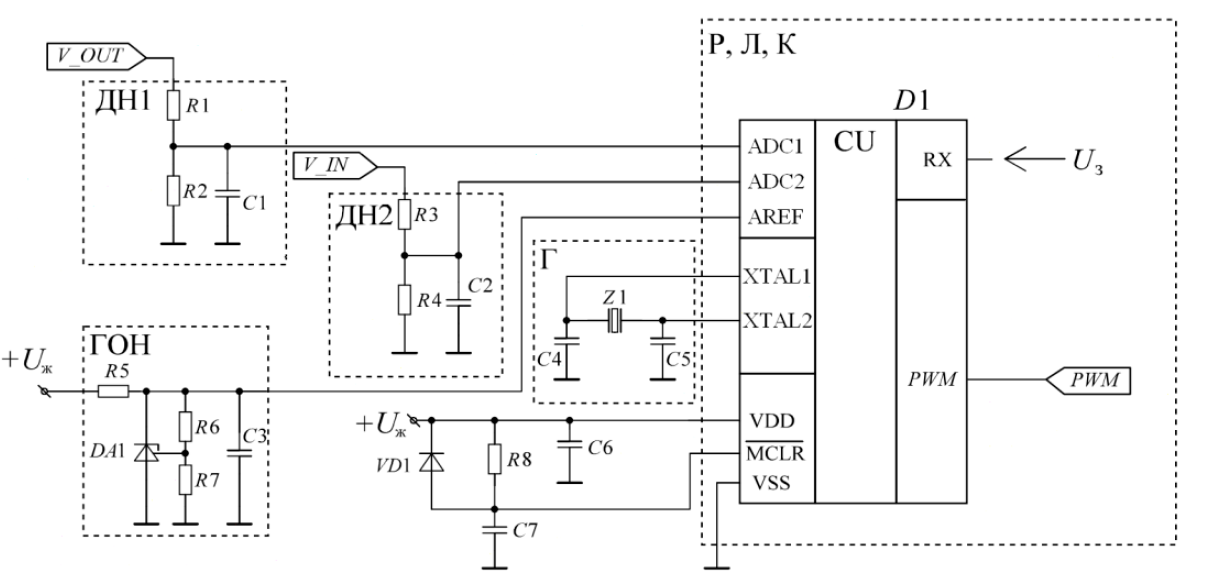 V_OUT
ДН1
R1
R2
C1
V_IN
ДН2
R3
R4
C2
ГОН
+Uж
R5
DA1
R6
R7
C3
Г
Z1
C4
C5
+Uж
VD1
R8
C6
C7
Р, Л, К
D1
ADC1
ADC2
AREF
XTAL1
XTAL2
VDD
MCLR
VSS
CU
RX
PWM
Uз
PWM